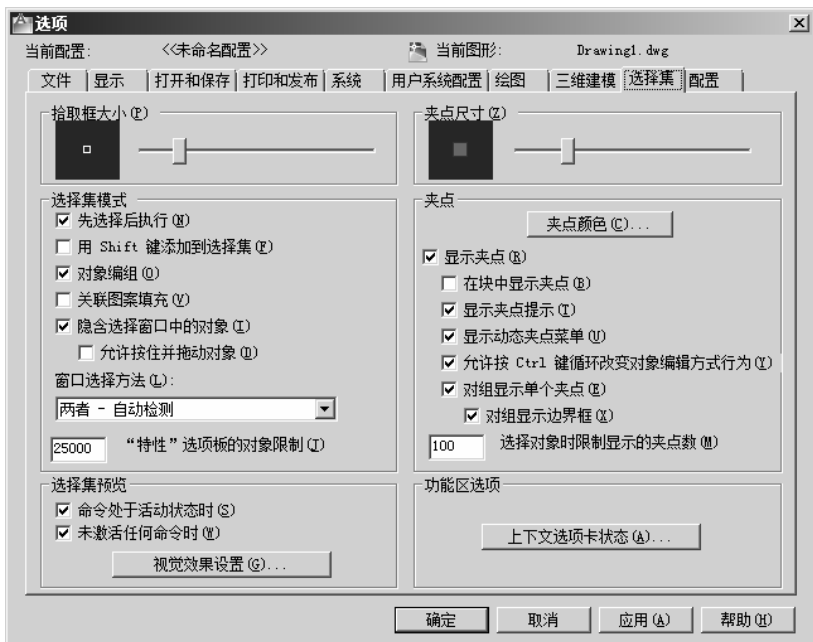 选项
当前配置: <<未命名配置>> 当前图形: Drawing1.dwg
文件 显示 打开和保存 打印和发布 系统 用户系统配置 绘图 三维建模 选择集 配置
拾取框大小(P)
夹点尺寸(Z)
选择集模式
先选择后执行(N)
用 Shift 键添加到选择集(F)
对象编组(O)
关联图案填充(V)
隐含选择窗口中的对象(I)
允许按住并拖动对象(D)
窗口选择方法(L):
两者 - 自动检测
25000 “特性”选项板的对象限制(J)
夹点
夹点颜色(C)...
显示夹点(R)
在块中显示夹点(B)
显示夹点提示(T)
显示动态夹点菜单(U)
允许按 Ctrl 键循环改变对象编辑方式行为(Y)
对组显示单个夹点(E)
对组显示边界框(X)
100 选择对象时限制显示的夹点数(M)
选择集预览
命令处于活动状态时(S)
未激活任何命令时(W)
视觉效果设置(G)...
功能区选项
上下文选项卡状态(A)...
确定 取消 应用(A) 帮助(H)